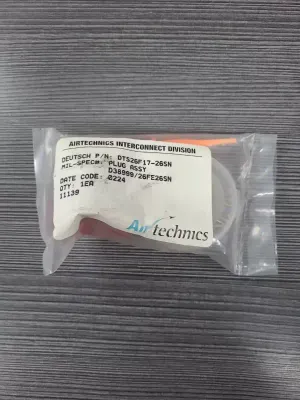 AIRTECHNICS INTERCONNECT DIVISION
DEUTSCH P/N: DTS26F17-26SN
MIL-SPEC#: PLUG ASSY
D38999/26FE26SN
DATE CODE: 0224
QTY: 1EA
11139
Airtechnics